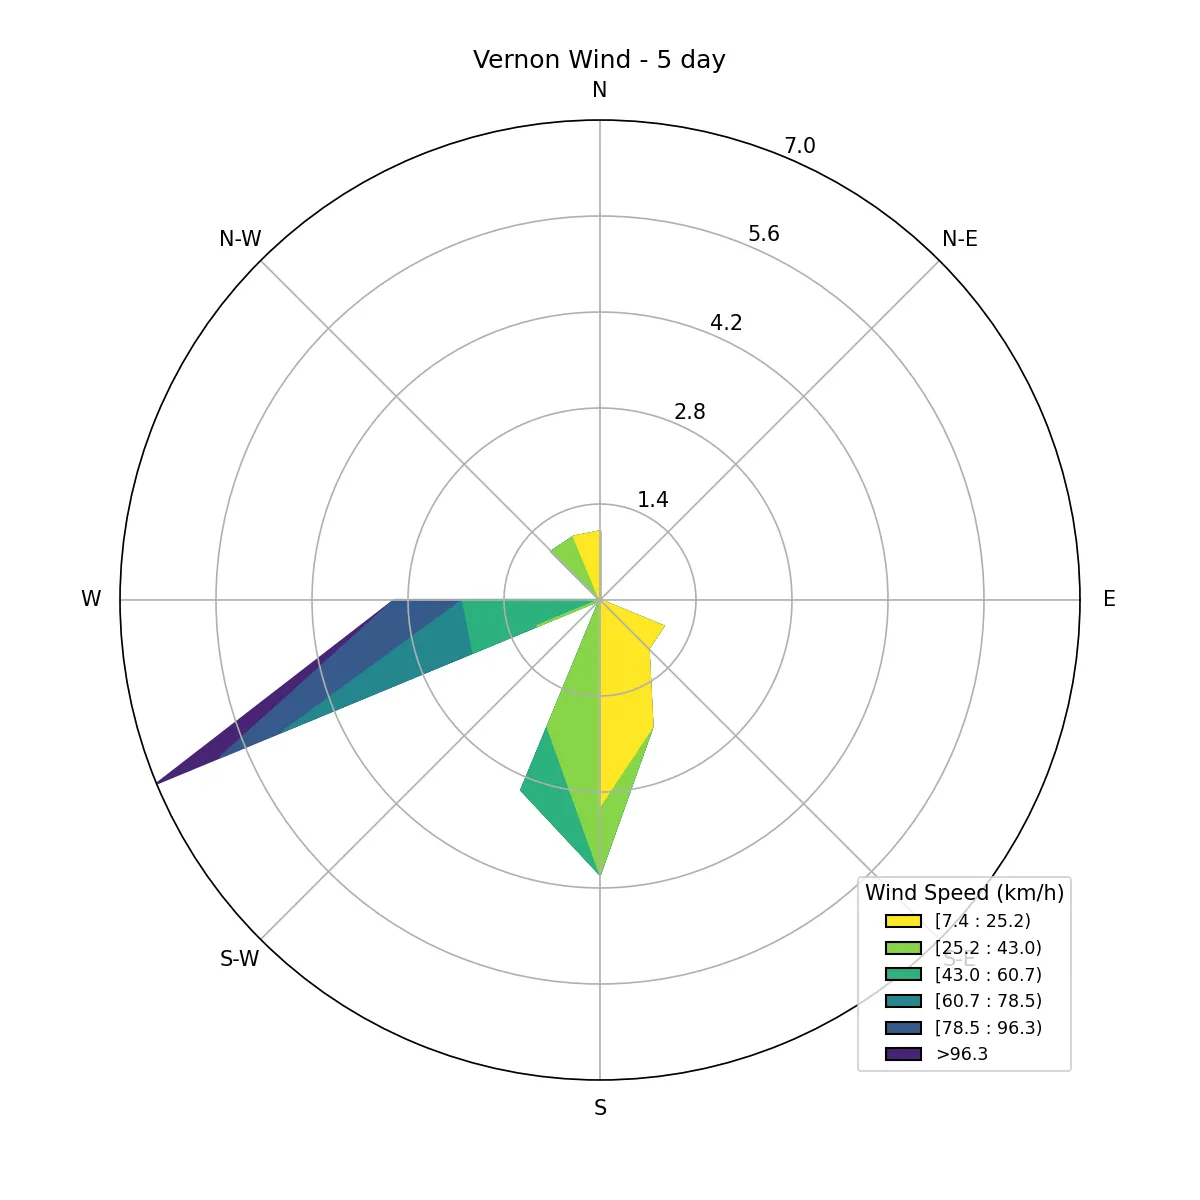 Vernon Wind - 5 day
N
7.0
N-W
5.6
N-E
4.2
2.8
1.4
W
E
S-W
S-E
S
Wind Speed (km/h)
[7.4 : 25.2)
[25.2 : 43.0)
[43.0 : 60.7)
[60.7 : 78.5)
[78.5 : 96.3)
>96.3